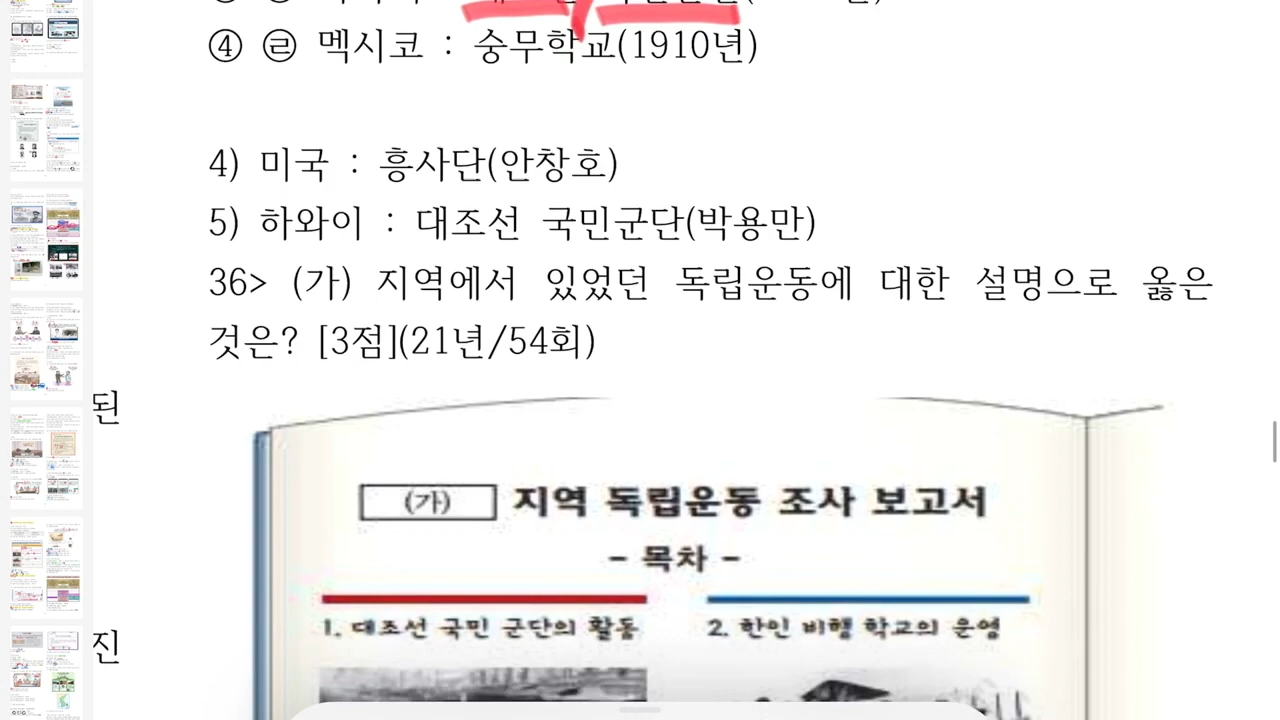 ④ ㉣ 멕시코 : 숭무학교(1910년)
4) 미국 : 흥사단(안창호)
5) 하와이 : 대조선 국민군단(박용만)
36> (가) 지역에서 있었던 독립운동에 대한 설명으로 옳은
것은? [3점](21년/54회)
된
진
(가) 지역 독립운동 조사 보고서
- 목차 -
1. 대조선 국민 군단의 활동
2. 한인 비행 학교의 운영